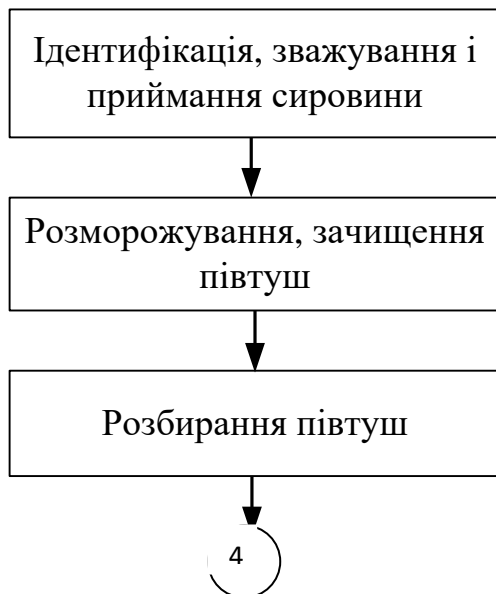 Ідентифікація, зважування і
приймання сировини
Розморожування, зачищення
півтуш
Розбирання півтуш
4